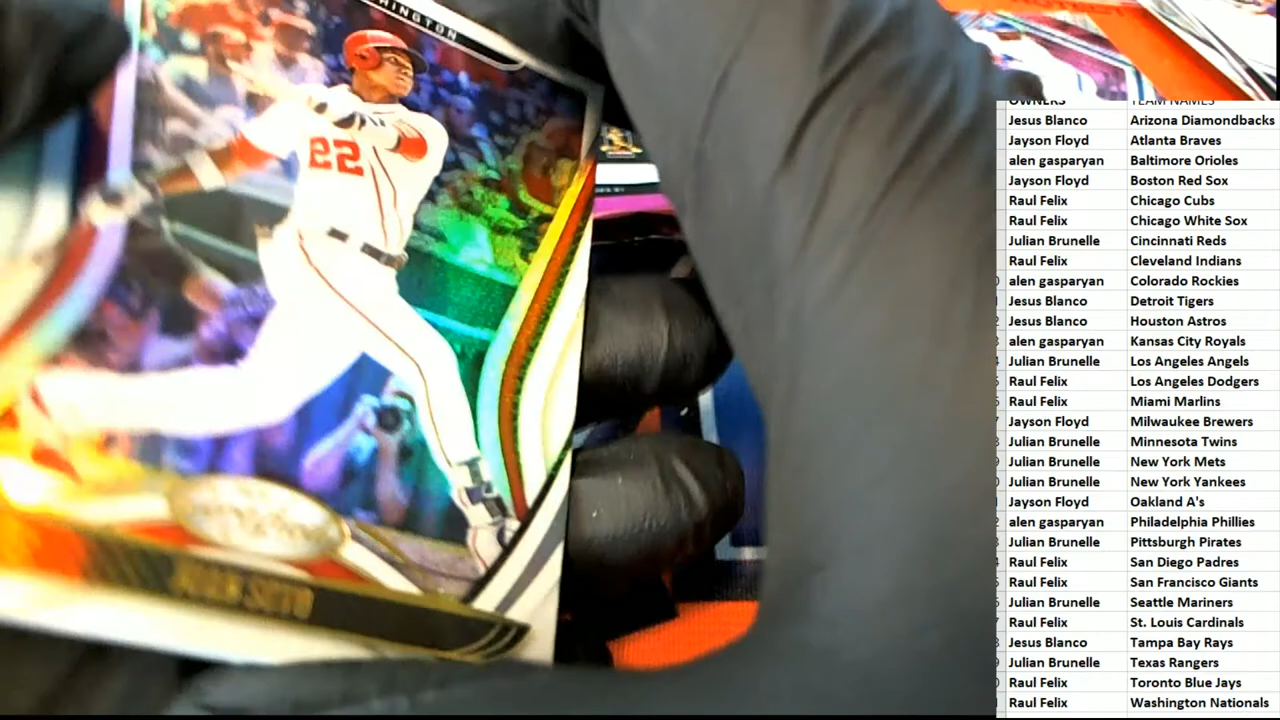 HINGTON
22
JUAN SOTO
OWNERS TEAM NAMES
Jesus Blanco Arizona Diamondbacks
Jayson Floyd Atlanta Braves
alen gasparyan Baltimore Orioles
Jayson Floyd Boston Red Sox
Raul Felix Chicago Cubs
Raul Felix Chicago White Sox
Julian Brunelle Cincinnati Reds
Raul Felix Cleveland Indians
alen gasparyan Colorado Rockies
Jesus Blanco Detroit Tigers
Jesus Blanco Houston Astros
alen gasparyan Kansas City Royals
Julian Brunelle Los Angeles Angels
Raul Felix Los Angeles Dodgers
Raul Felix Miami Marlins
Jayson Floyd Milwaukee Brewers
Julian Brunelle Minnesota Twins
Julian Brunelle New York Mets
Julian Brunelle New York Yankees
Jayson Floyd Oakland A's
alen gasparyan Philadelphia Phillies
Julian Brunelle Pittsburgh Pirates
Raul Felix San Diego Padres
Raul Felix San Francisco Giants
Julian Brunelle Seattle Mariners
Raul Felix St. Louis Cardinals
Jesus Blanco Tampa Bay Rays
Julian Brunelle Texas Rangers
Raul Felix Toronto Blue Jays
Raul Felix Washington Nationals